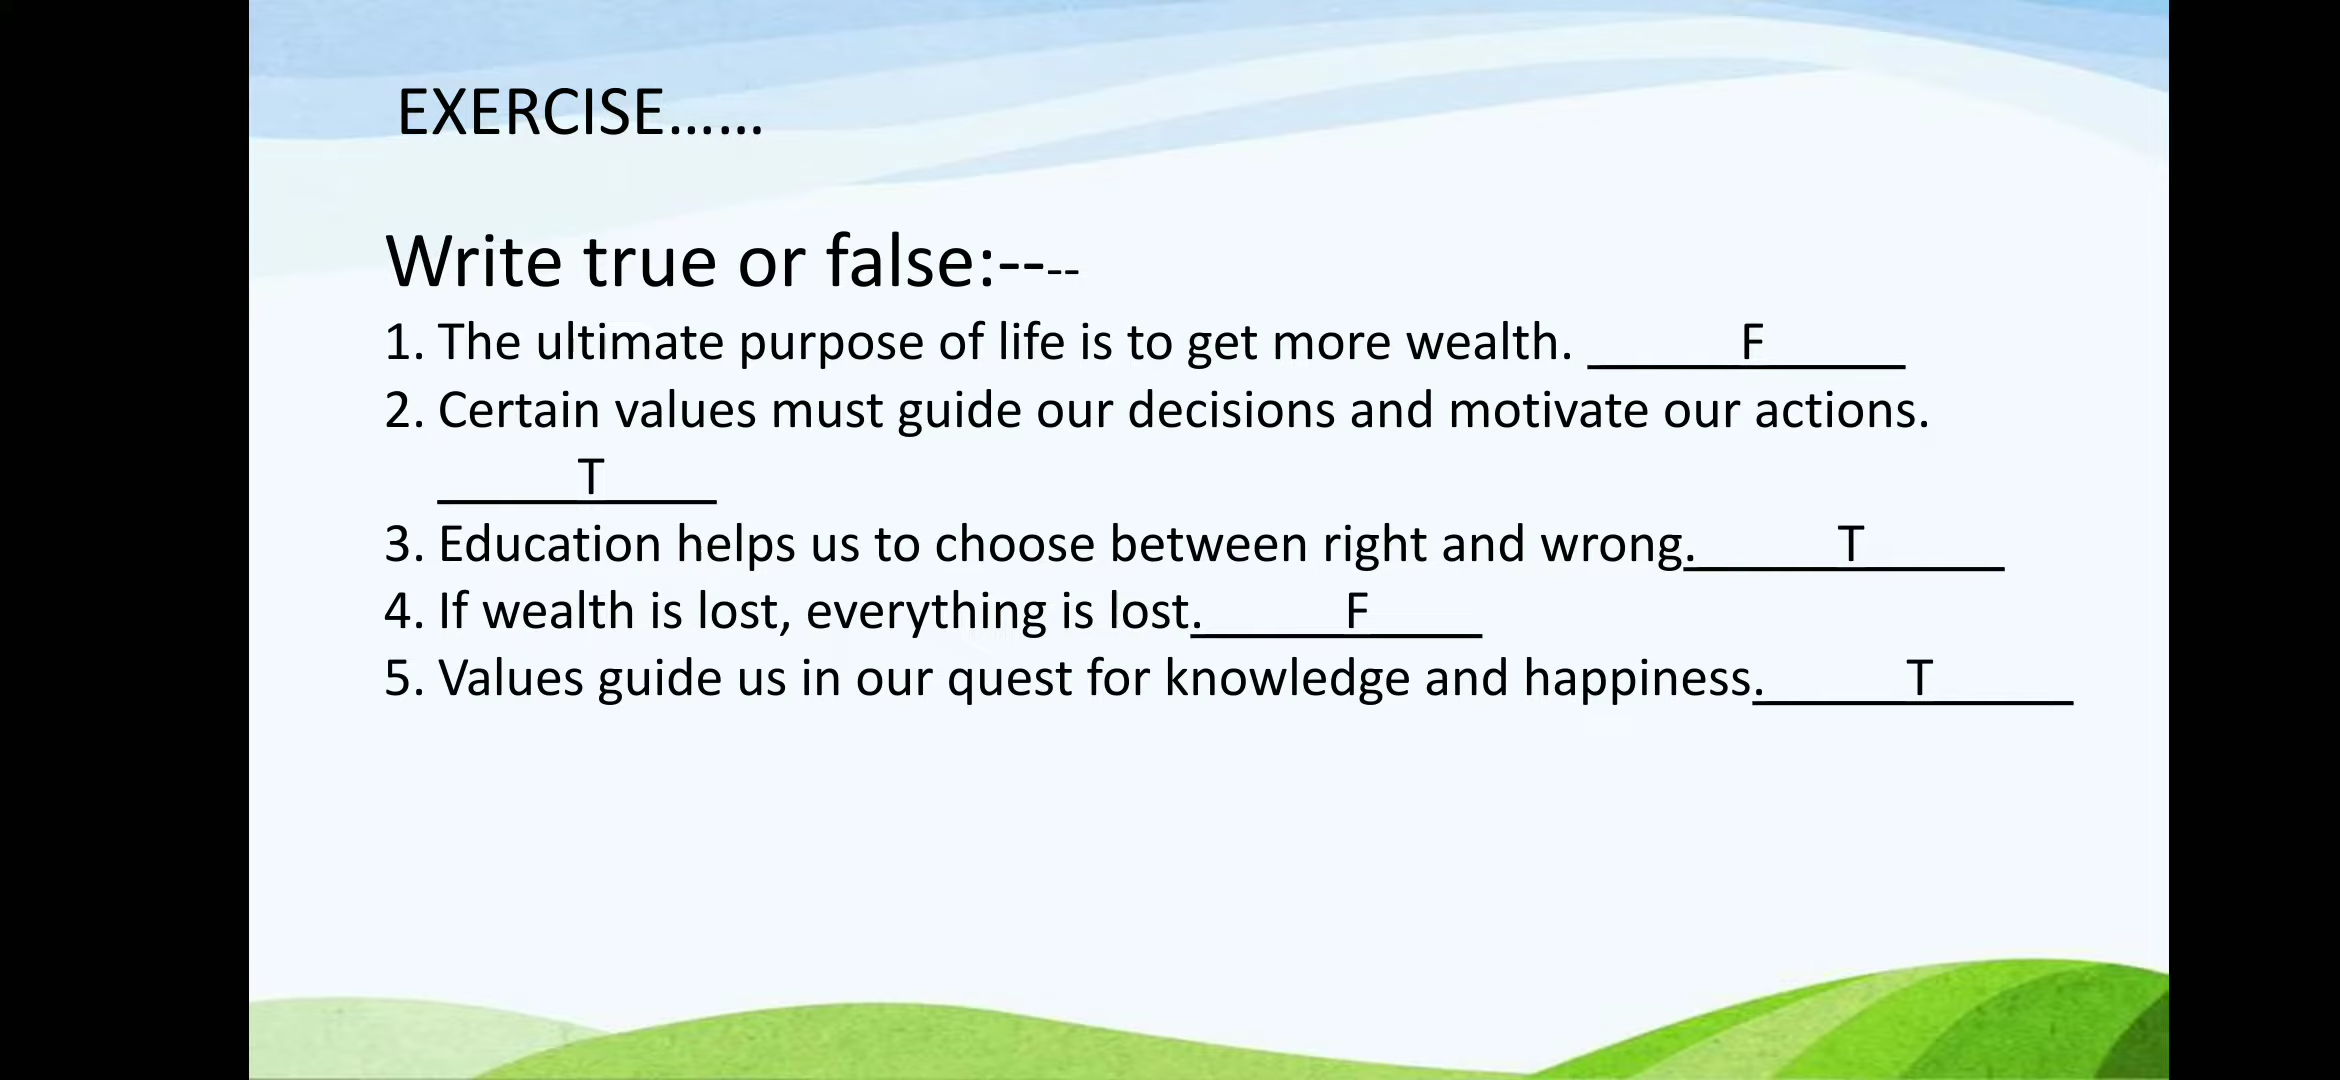 EXERCISE......
Write true or false:----
1. The ultimate purpose of life is to get more wealth. ______F______
2. Certain values must guide our decisions and motivate our actions.
______T_____
3. Education helps us to choose between right and wrong.______T______
4. If wealth is lost, everything is lost.______F_____
5. Values guide us in our quest for knowledge and happiness.______T______